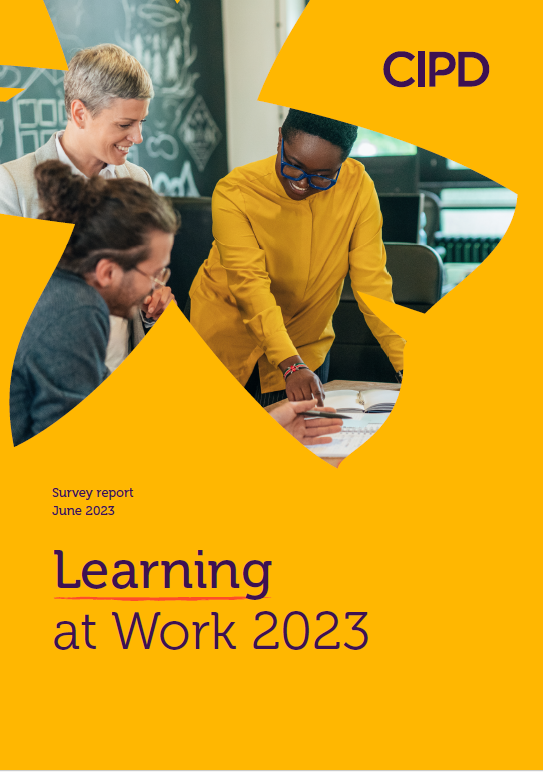 CIPD
Survey report
June 2023
Learning
at Work 2023